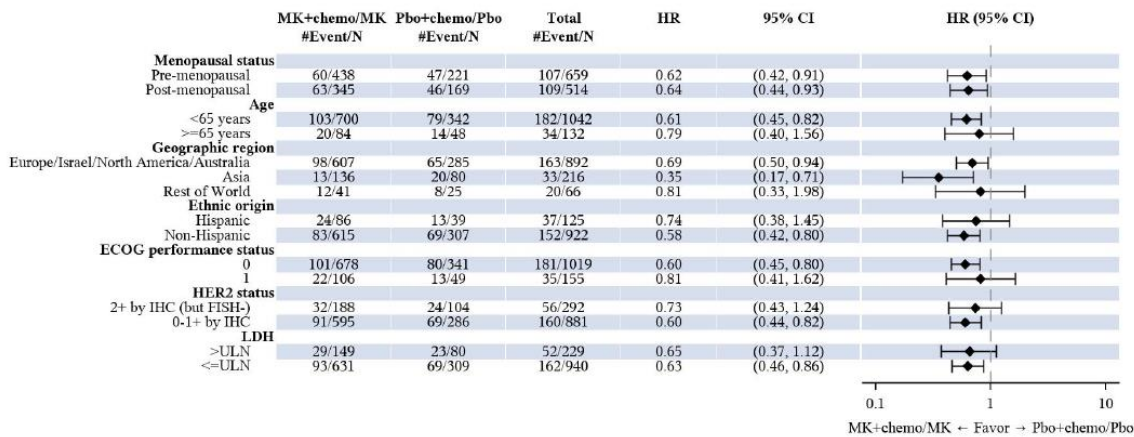 MK+chemo/MK Pbo+chemo/Pbo Total HR 95% CI HR (95% CI)
#Event/N #Event/N #Event/N
Menopausal status
Pre-menopausal 60/438 47/221 107/659 0.62 (0.42, 0.91)
Post-menopausal 63/345 46/169 109/514 0.64 (0.44, 0.93)
Age
<65 years 103/700 79/342 182/1042 0.61 (0.45, 0.82)
>=65 years 20/84 14/48 34/132 0.79 (0.40, 1.56)
Geographic region
Europe/Israel/North America/Australia 98/607 65/285 163/892 0.69 (0.50, 0.94)
Asia 13/136 20/80 33/216 0.35 (0.17, 0.71)
Rest of World 12/41 8/25 20/66 0.81 (0.33, 1.98)
Ethnic origin
Hispanic 24/86 13/39 37/125 0.74 (0.38, 1.45)
Non-Hispanic 83/615 69/307 152/922 0.58 (0.42, 0.80)
ECOG performance status
0 101/678 80/341 181/1019 0.60 (0.45, 0.80)
1 22/106 13/49 35/155 0.81 (0.41, 1.62)
HER2 status
2+ by IHC (but FISH-) 32/188 24/104 56/292 0.73 (0.43, 1.24)
0-1+ by IHC 91/595 69/286 160/881 0.60 (0.44, 0.82)
LDH
>ULN 29/149 23/80 52/229 0.65 (0.37, 1.12)
<=ULN 93/631 69/309 162/940 0.63 (0.46, 0.86)
0.1 1 10
MK+chemo/MK ← Favor → Pbo+chemo/Pbo